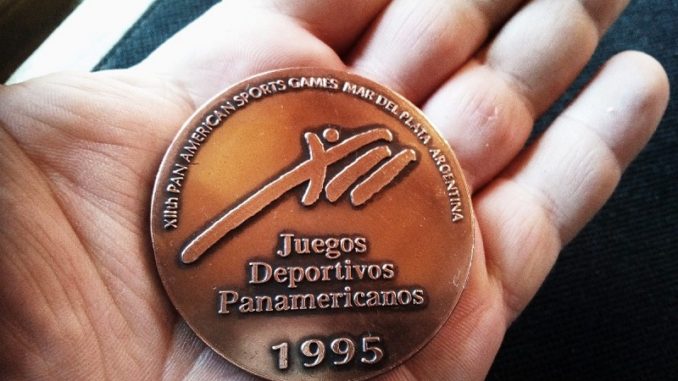 XIIth PAN AMERICAN SPORTS GAMES MAR DEL PLATA ARGENTINA
Juegos
Deportivos
Panamericanos
1995